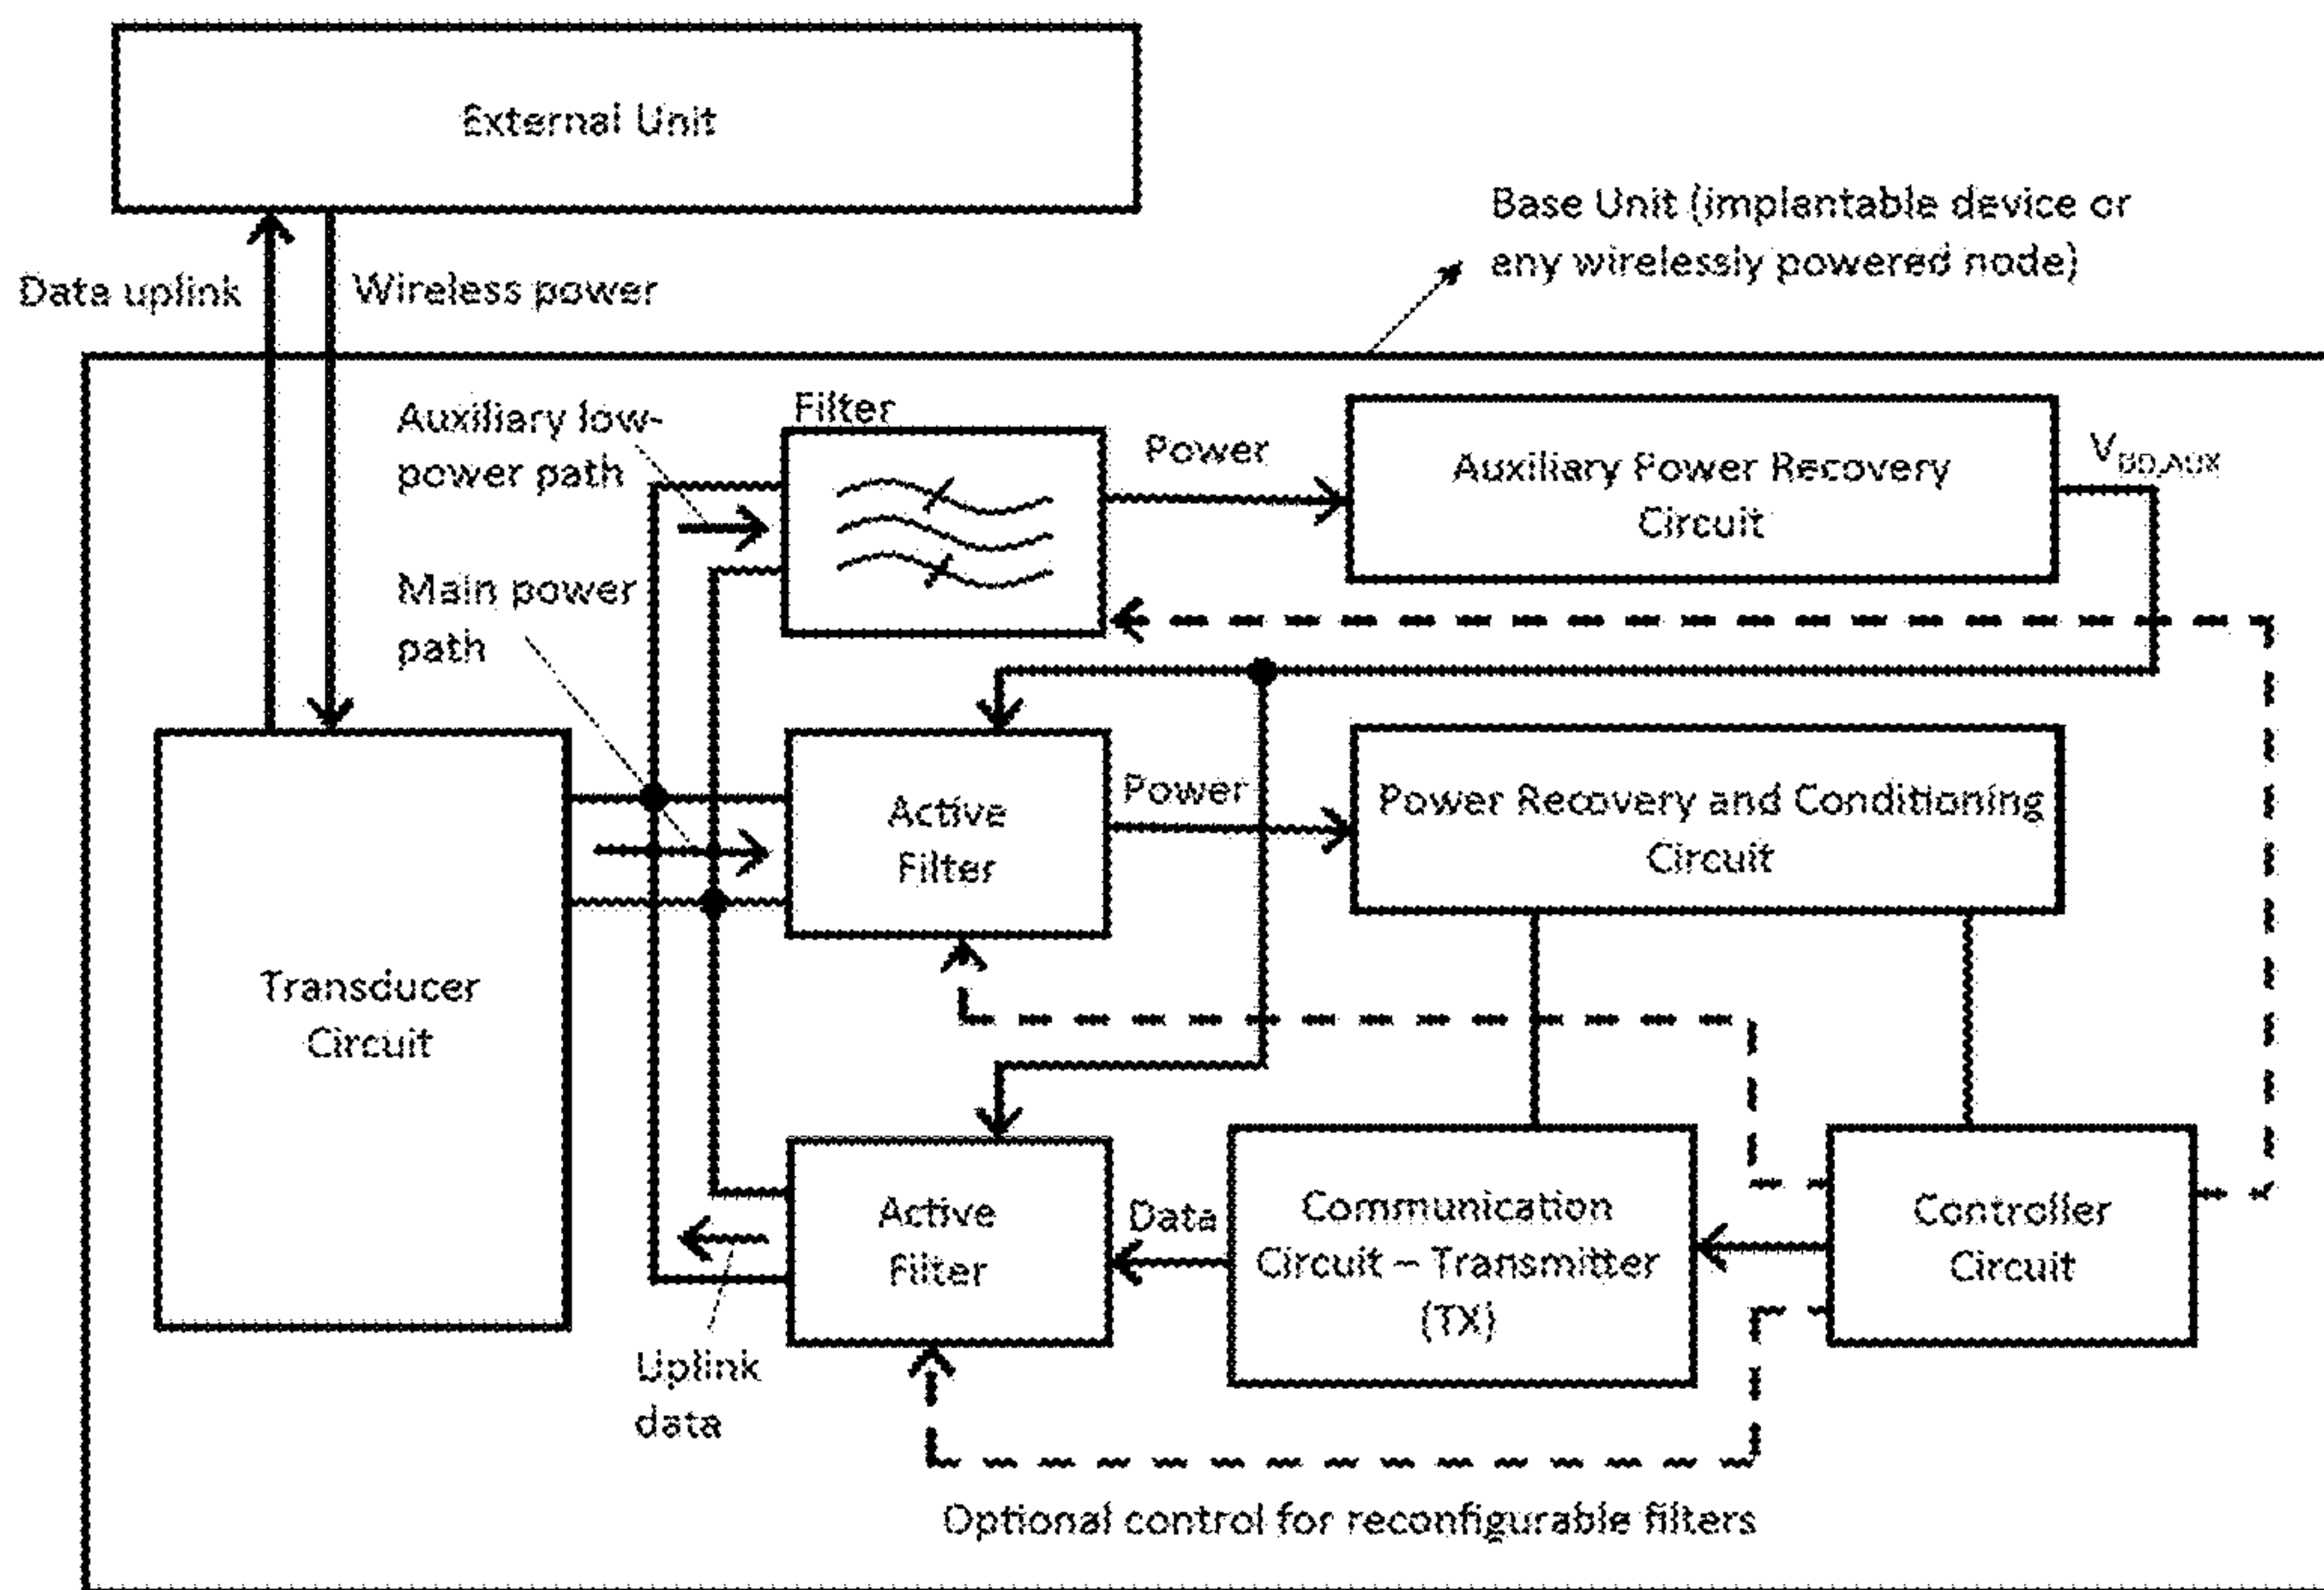 External Unit
Base Unit (implantable device or
any wirelessly powered node)
Data uplink
Wireless power
Auxiliary low-
power path
Filter
Power
Auxiliary Power Recovery
Circuit
VDD,AUX
Main power
path
Active
Filter
Power
Power Recovery and Conditioning
Circuit
Transducer
Circuit
Active
Filter
Data
Communication
Circuit – Transmitter
(TX)
Controller
Circuit
Uplink
data
Optional control for reconfigurable filters